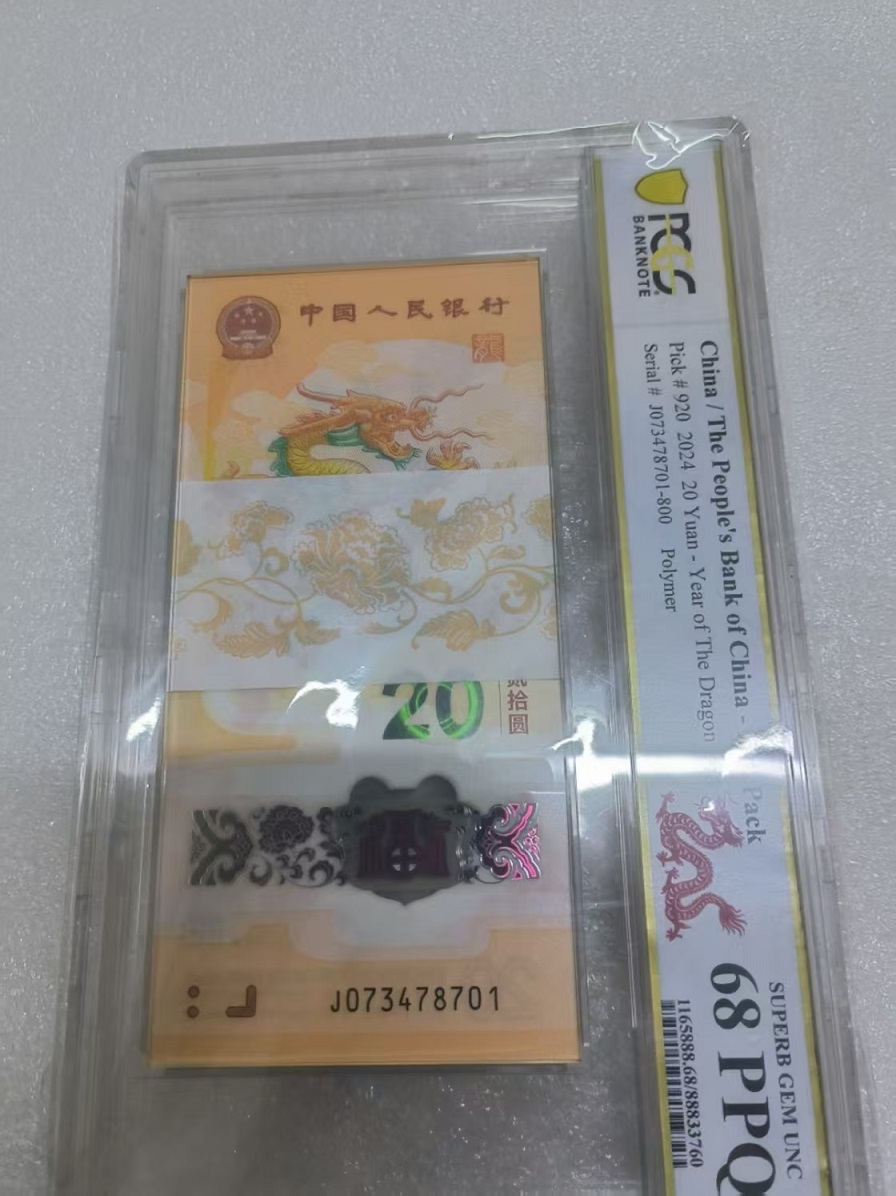 中国人民银行
龍
20
贰拾圆
J073478701
PCGS
BANKNOTE
China / The People's Bank of China - Pack
Pick # 920 2024 20 Yuan - Year of The Dragon
Serial # J073478701-800 Polymer
SUPERB GEM UNC
68 PPQ
1165888.68/88833760